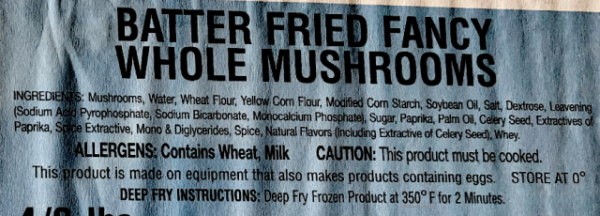 BATTER FRIED FANCY
WHOLE MUSHROOMS
INGREDIENTS: Mushrooms, Water, Wheat Flour, Yellow Corn Flour, Modified Corn Starch, Soybean Oil, Salt, Dextrose, Leavening
(Sodium Acid Pyrophosphate, Sodium Bicarbonate, Monocalcium Phosphate), Sugar, Paprika, Palm Oil, Celery Seed, Extractives of
Paprika, Spice Extractive, Mono & Diglycerides, Spice, Natural Flavors (Including Extractive of Celery Seed), Whey.
ALLERGENS: Contains Wheat, Milk CAUTION: This product must be cooked.
This product is made on equipment that also makes products containing eggs. STORE AT 0°
DEEP FRY INSTRUCTIONS: Deep Fry Frozen Product at 350° F for 2 Minutes.